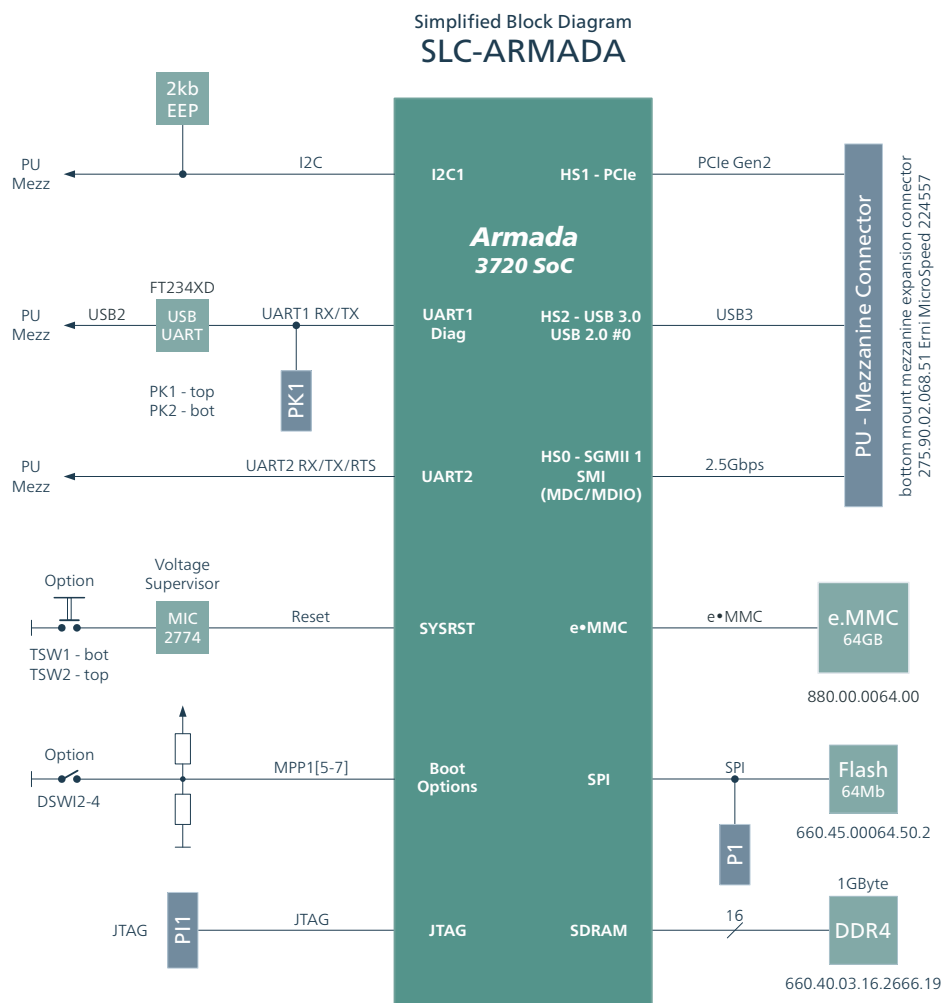 Simplified Block Diagram
SLC-ARMADA
2kb
EEP
PU
Mezz
I2C
I2C1
HS1 - PCIe
PCIe Gen2
Armada
3720 SoC
PU
Mezz
USB2
FT234XD
USB
UART
UART1 RX/TX
UART1
Diag
HS2 - USB 3.0
USB 2.0 #0
USB3
PK1 - top
PK2 - bot
PK1
PU
Mezz
UART2 RX/TX/RTS
UART2
HS0 - SGMII 1
SMI
(MDC/MDIO)
2.5Gbps
PU - Mezzanine Connector
bottom mount mezzanine expansion connector
275.90.02.068.51 Erni MicroSpeed 224557
Option
TSW1 - bot
TSW2 - top
Voltage
Supervisor
MIC
2774
Reset
SYSRST
e•MMC
e•MMC
e.MMC
64GB
880.00.0064.00
Option
DSWI2-4
MPP1[5-7]
Boot
Options
SPI
SPI
Flash
64Mb
660.45.00064.50.2
P1
JTAG
PI1
JTAG
JTAG
SDRAM
16
1GByte
DDR4
660.40.03.16.2666.19